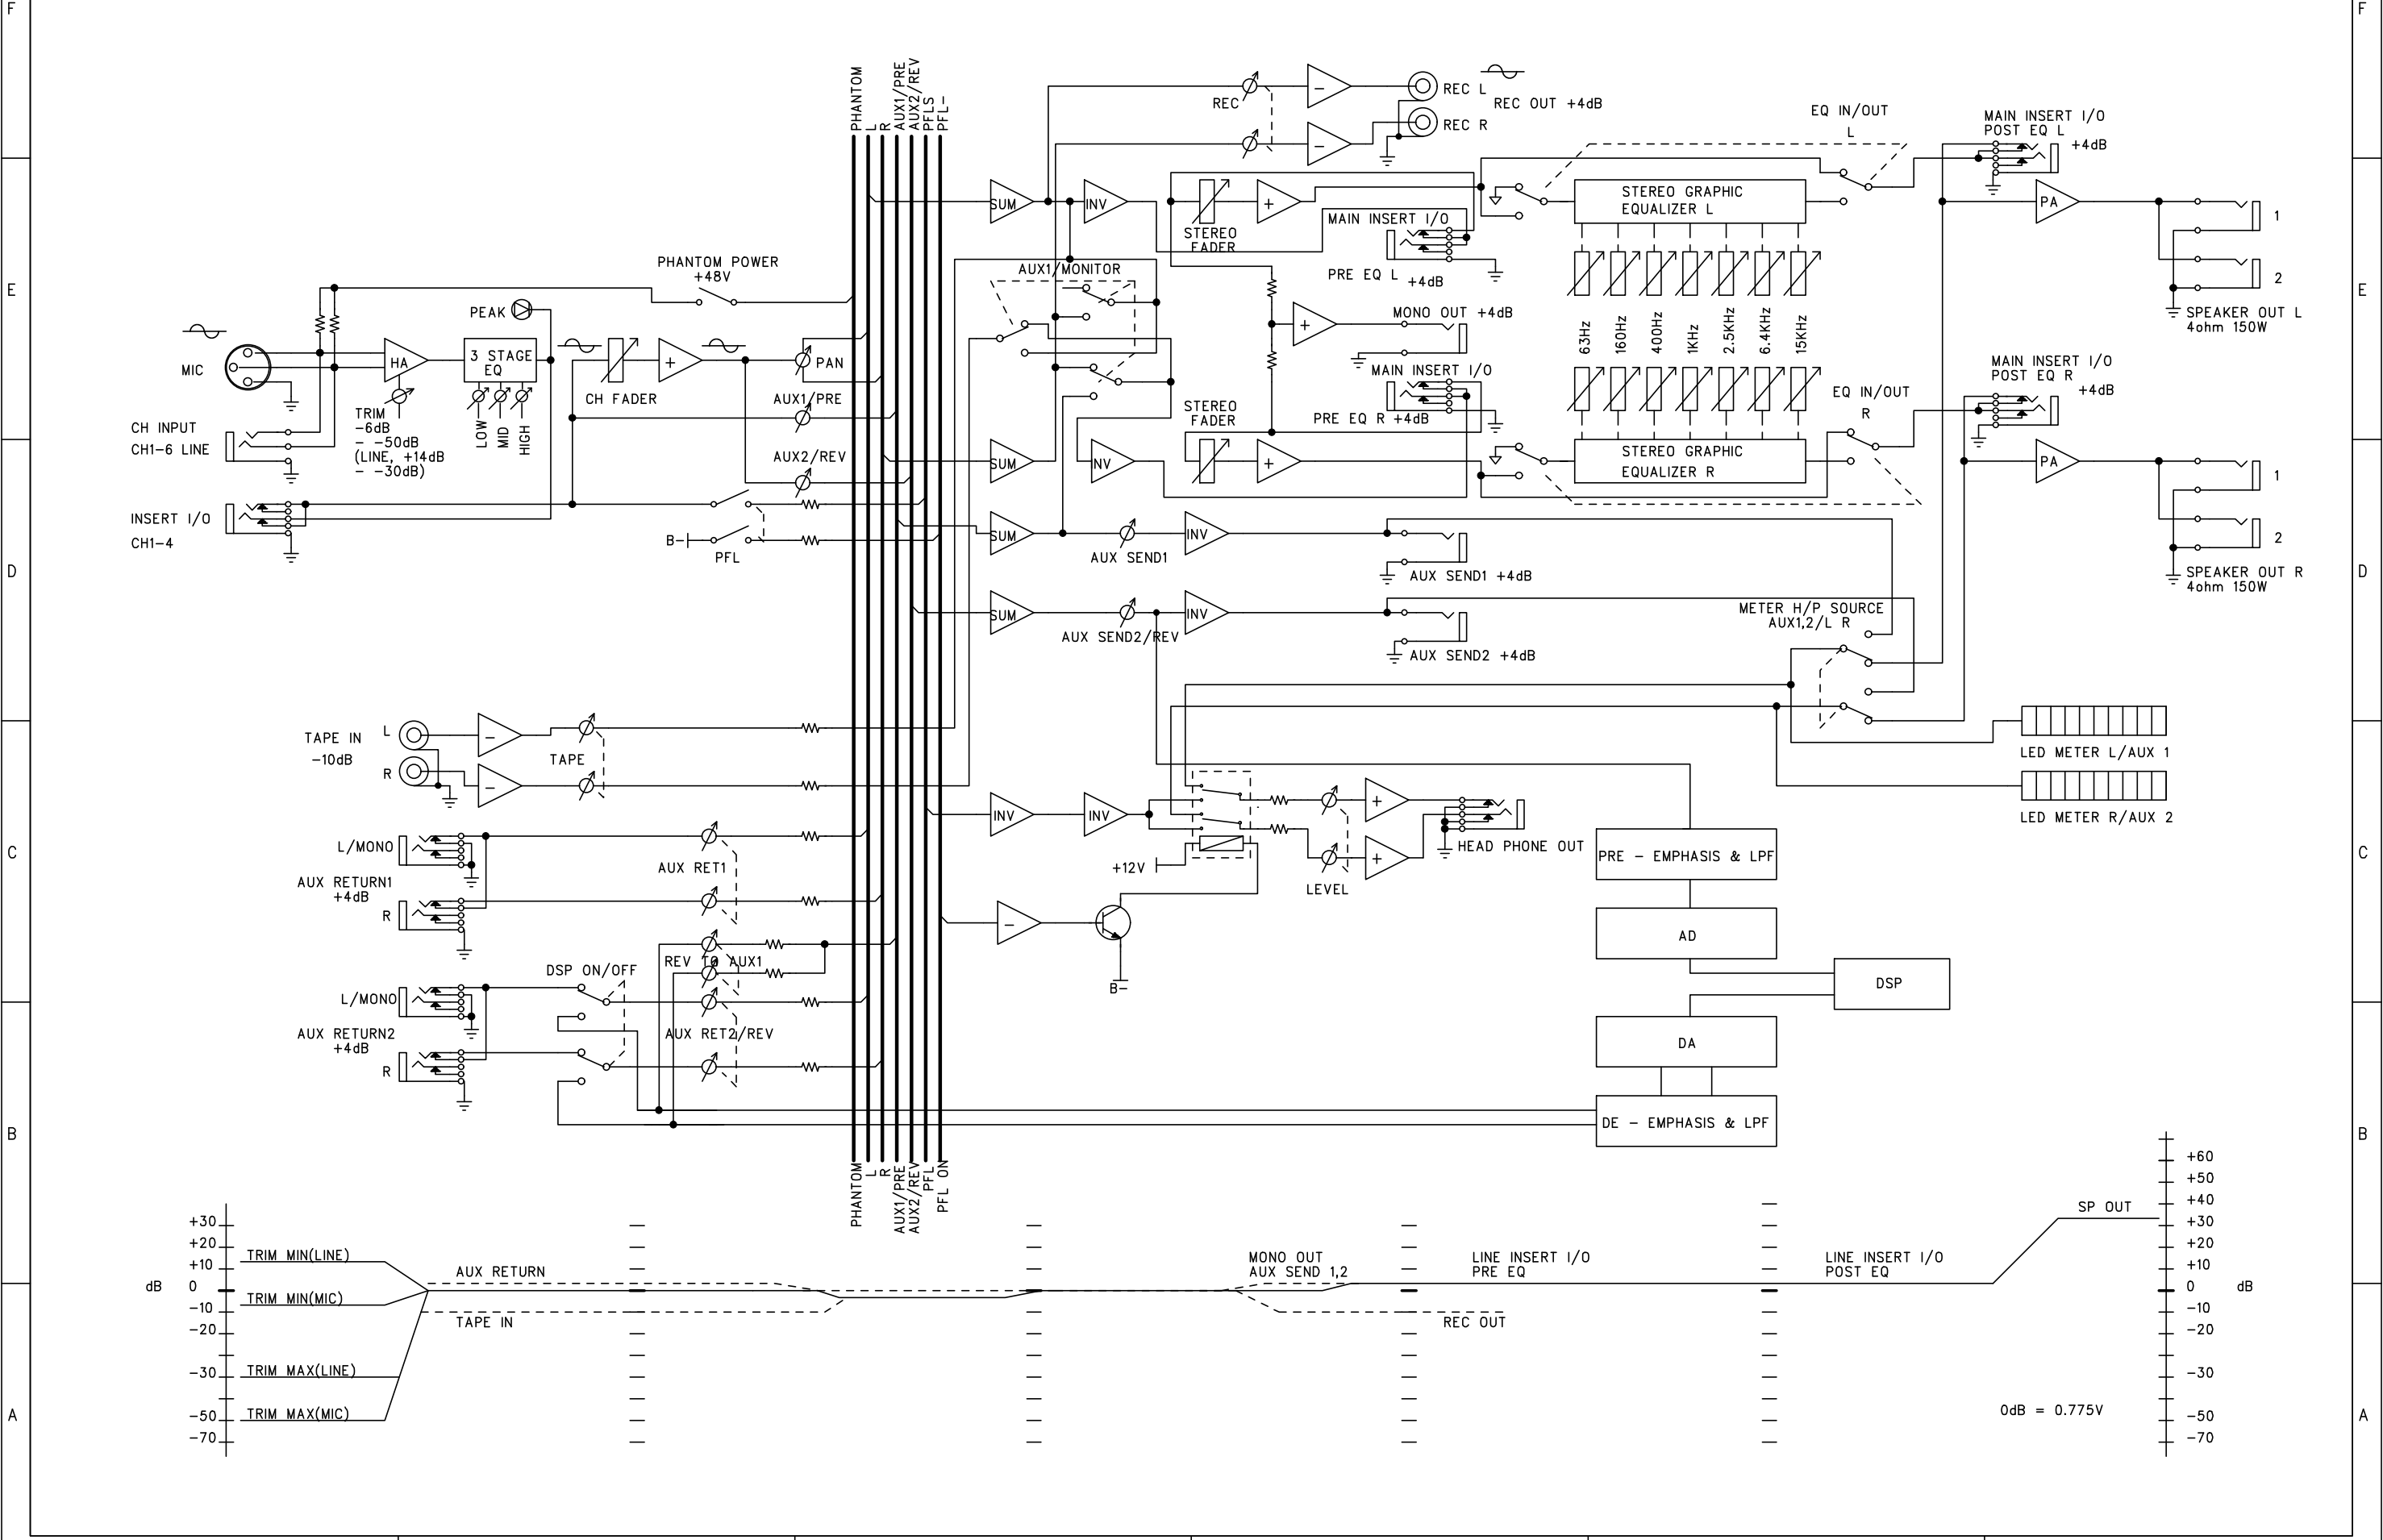 F
F
PHANTOM
L
R
AUX1/PRE
AUX2/REV
PFLS
PFL-
REC
REC L
REC OUT +4dB
REC R
EQ IN/OUT
L
MAIN INSERT I/O
POST EQ L
+4dB
SUM
INV
STEREO
FADER
+
MAIN INSERT I/O
PRE EQ L
+4dB
STEREO GRAPHIC
EQUALIZER L
PA
1
2
SPEAKER OUT L
4ohm 150W
E
E
PHANTOM POWER
+48V
AUX1/MONITOR
PEAK
MIC
HA
3 STAGE
EQ
TRIM
-6dB
- -50dB
(LINE, +14dB
- -30dB)
LOW
MID
HIGH
CH FADER
+
PAN
AUX1/PRE
AUX2/REV
+
MONO OUT +4dB
MAIN INSERT I/O
PRE EQ R +4dB
63Hz
160Hz
400Hz
1KHz
2.5KHz
6.4KHz
15KHz
EQ IN/OUT
R
MAIN INSERT I/O
POST EQ R
+4dB
CH INPUT
CH1-6 LINE
INSERT I/O
CH1-4
B-
PFL
SUM
INV
STEREO
FADER
+
STEREO GRAPHIC
EQUALIZER R
PA
1
2
SPEAKER OUT R
4ohm 150W
D
D
SUM
AUX SEND1
INV
AUX SEND1 +4dB
SUM
AUX SEND2/REV
INV
AUX SEND2 +4dB
METER H/P SOURCE
AUX1,2/L R
TAPE IN
-10dB
L
R
-
-
TAPE
LED METER L/AUX 1
LED METER R/AUX 2
C
C
L/MONO
AUX RETURN1
+4dB
R
AUX RET1
INV
INV
+12V
LEVEL
+
+
HEAD PHONE OUT
-
B-
PRE - EMPHASIS & LPF
AD
DSP
DA
DE - EMPHASIS & LPF
REV TO AUX1
DSP ON/OFF
L/MONO
AUX RETURN2
+4dB
R
AUX RET2/REV
B
B
PHANTOM
L
R
AUX1/PRE
AUX2/REV
PFL
PFL ON
+30
+20
+10
dB
0
-10
-20
-30
-50
-70
TRIM MIN(LINE)
TRIM MIN(MIC)
TRIM MAX(LINE)
TRIM MAX(MIC)
AUX RETURN
TAPE IN
MONO OUT
AUX SEND 1,2
REC OUT
LINE INSERT I/O
PRE EQ
LINE INSERT I/O
POST EQ
SP OUT
+60
+50
+40
+30
+20
+10
0
dB
-10
-20
-30
-50
-70
0dB = 0.775V
A
A